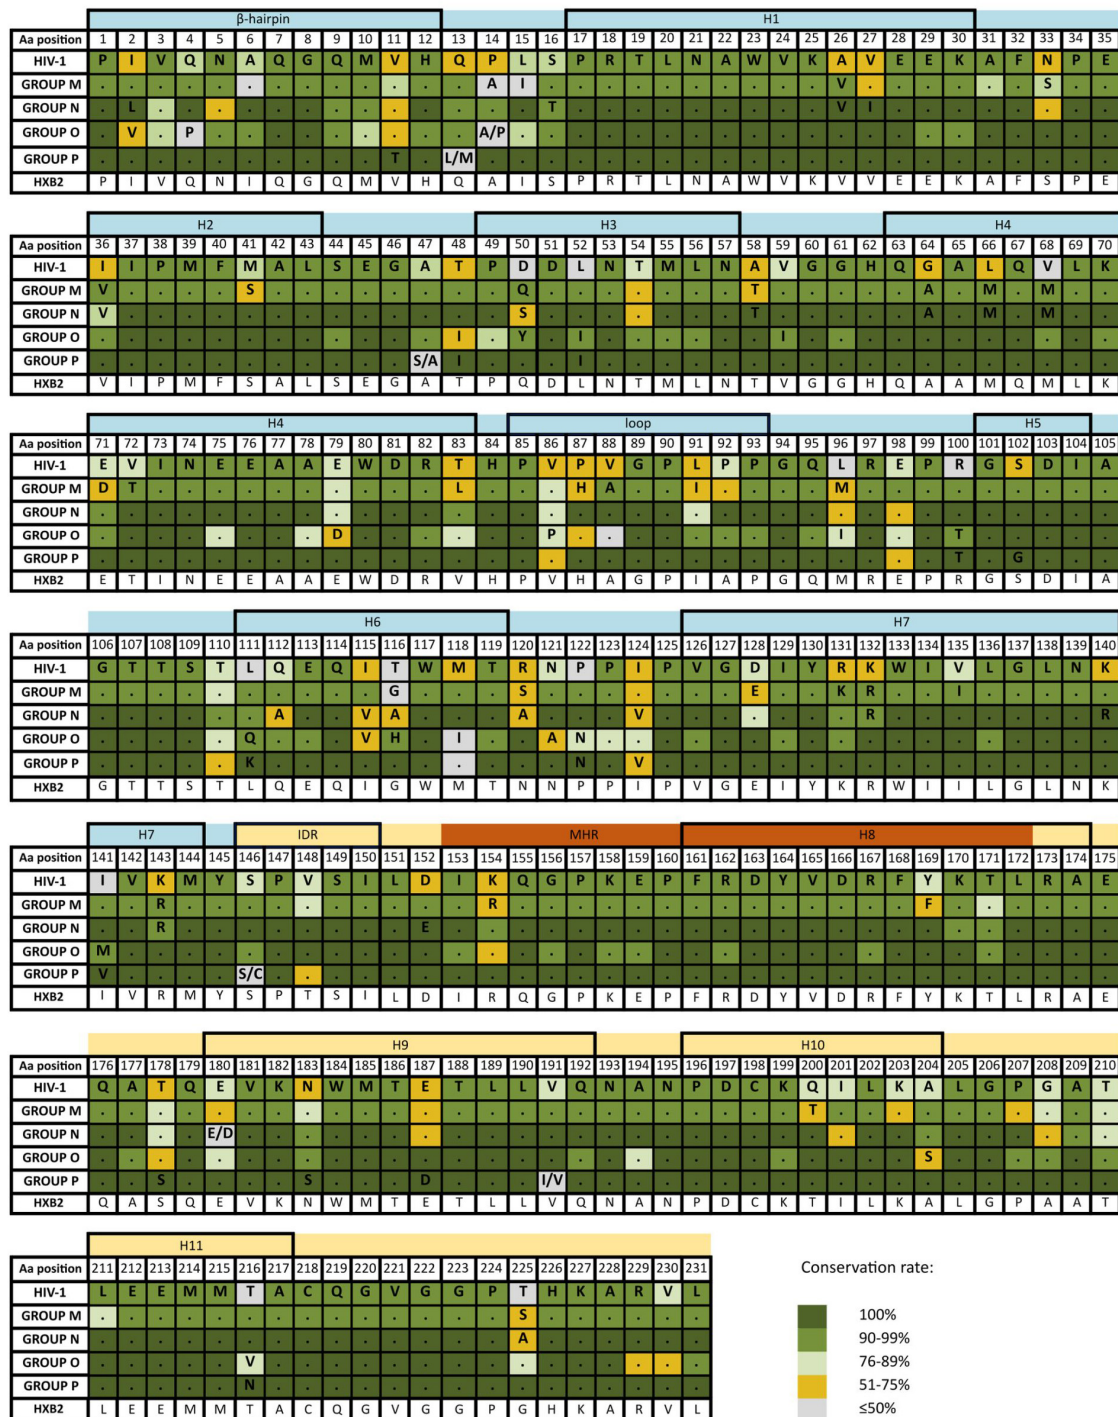 β-hairpin H1
Aa position 1 2 3 4 5 6 7 8 9 10 11 12 13 14 15 16 17 18 19 20 21 22 23 24 25 26 27 28 29 30 31 32 33 34 35
HIV-1 P I V Q N A Q G Q M V H Q P L S P R T L N A W V K A V E E K A F N P E
GROUP M . . . . . . . . . . . . . A I . . . . . . . . . . V . . . . . . S . .
GROUP N . L . . . . . . . . . . . . . T . . . . . . . . . V I . . . . . . . .
GROUP O . V . P . . . . . . . . . A/P . . . . . . . . . . . . . . . . . . . . .
GROUP P . . . . . . . . . . T . L/M . . . . . . . . . . . . . . . . . . . . . .
HXB2 P I V Q N I Q G Q M V H Q A I S P R T L N A W V K V V E E K A F S P E
H2 H3 H4
Aa position 36 37 38 39 40 41 42 43 44 45 46 47 48 49 50 51 52 53 54 55 56 57 58 59 60 61 62 63 64 65 66 67 68 69 70
HIV-1 I I P M F M A L S E G A T P D D L N T M L N A V G G H Q G A L Q V L K
GROUP M V . . . . S . . . . . . . . Q . . . . . . . T . . . . . A . M . M . .
GROUP N V . . . . . . . . . . . . . S . . . . . . . T . . . . . A . M . M . .
GROUP O . . . . . . . . . . . . I . Y . I . . . . . . I . . . . . . . . . . .
GROUP P . . . . . . . . . . . S/A I . . . I . . . . . . . . . . . . . . . . . .
HXB2 V I P M F S A L S E G A T P Q D L N T M L N T V G G H Q A A M Q M L K
H4 loop H5
Aa position 71 72 73 74 75 76 77 78 79 80 81 82 83 84 85 86 87 88 89 90 91 92 93 94 95 96 97 98 99 100 101 102 103 104 105
HIV-1 E V I N E E A A E W D R T H P V P V G P L P P G Q L R E P R G S D I A
GROUP M D T . . . . . . . . . . L . . . H A . . I . . . . M . . . . . . . . .
GROUP N . . . . . . . . . . . . . . . . . . . . . . . . . . . . . . . . . . .
GROUP O . . . . . . . . D . . . . . . P . . . . . . . . . I . . . T . . . . .
GROUP P . . . . . . . . . . . . . . . . . . . . . . . . . . . . . T . G . . .
HXB2 E T I N E E A A E W D R V H P V H A G P I A P G Q M R E P R G S D I A
H6 H7
Aa position 106 107 108 109 110 111 112 113 114 115 116 117 118 119 120 121 122 123 124 125 126 127 128 129 130 131 132 133 134 135 136 137 138 139 140
HIV-1 G T T S T L Q E Q I T W M T R N P P I P V G D I Y R K W I V L G L N K
GROUP M . . . . . . . . . . G . . . S . . . . . . . E . . K R . . I . . . . .
GROUP N . . . . . . A . . V A . . . A . . . V . . . . . . . R . . . . . . . R
GROUP O . . . . . Q . . . V H . I . . A N . . . . . . . . . . . . . . . . . .
GROUP P . . . . . K . . . . . . . . . . N . V . . . . . . . . . . . . . . . .
HXB2 G T T S T L Q E Q I G W M T N N P P I P V G E I Y K R W I I L G L N K
H7 IDR MHR H8
Aa position 141 142 143 144 145 146 147 148 149 150 151 152 153 154 155 156 157 158 159 160 161 162 163 164 165 166 167 168 169 170 171 172 173 174 175
HIV-1 I V K M Y S P V S I L D I K Q G P K E P F R D Y V D R F Y K T L R A E
GROUP M . . R . . . . . . . . . . R . . . . . . . . . . . . . . F . . . . . .
GROUP N . . R . . . . . . . . E . . . . . . . . . . . . . . . . . . . . . . .
GROUP O M . . . . . . . . . . . . . . . . . . . . . . . . . . . . . . . . . .
GROUP P V . . . . S/C . . . . . . . . . . . . . . . . . . . . . . . . . . . . .
HXB2 I V R M Y S P T S I L D I R Q G P K E P F R D Y V D R F Y K T L R A E
H9 H10
Aa position 176 177 178 179 180 181 182 183 184 185 186 187 188 189 190 191 192 193 194 195 196 197 198 199 200 201 202 203 204 205 206 207 208 209 210
HIV-1 Q A T Q E V K N W M T E T L L V Q N A N P D C K Q I L K A L G P G A T
GROUP M . . . . . . . . . . . . . . . . . . . . . . . . T . . . . . . . . . .
GROUP N . . . . E/D . . . . . . . . . . . . . . . . . . . . . . . . . . . . . .
GROUP O . . . . . . . . . . . . . . . . . . . . . . . . . . . . S . . . . . .
GROUP P . . S . . . . S . . . D . . . I/V . . . . . . . . . . . . . . . . . . .
HXB2 Q A S Q E V K N W M T E T L L V Q N A N P D C K T I L K A L G P A A T
H11
Aa position 211 212 213 214 215 216 217 218 219 220 221 222 223 224 225 226 227 228 229 230 231
HIV-1 L E E M M T A C Q G V G G P T H K A R V L
GROUP M . . . . . . . . . . . . . . S . . . . . .
GROUP N . . . . . . . . . . . . . . A . . . . . .
GROUP O . . . . . V . . . . . . . . . . . . . . .
GROUP P . . . . . N . . . . . . . . . . . . . . .
HXB2 L E E M M T A C Q G V G G P G H K A R V L
Conservation rate:
100%
90-99%
76-89%
51-75%
≤50%